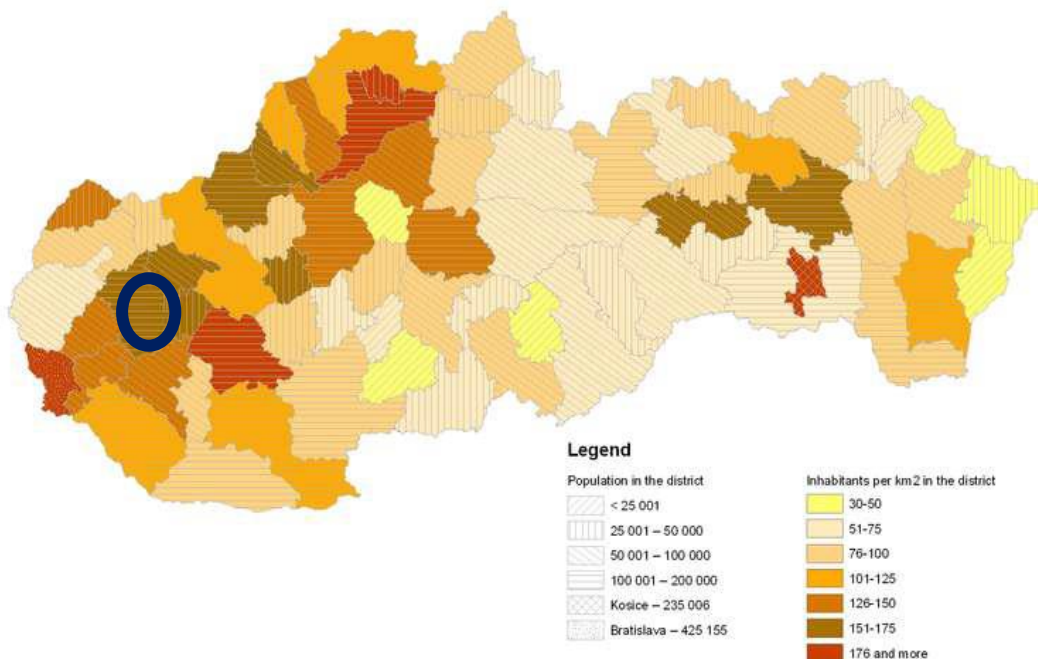 Legend
Population in the district
< 25 001
25 001 – 50 000
50 001 – 100 000
100 001 – 200 000
Kosice – 235 006
Bratislava – 425 155
Inhabitants per km2 in the district
30-50
51-75
76-100
101-125
126-150
151-175
176 and more